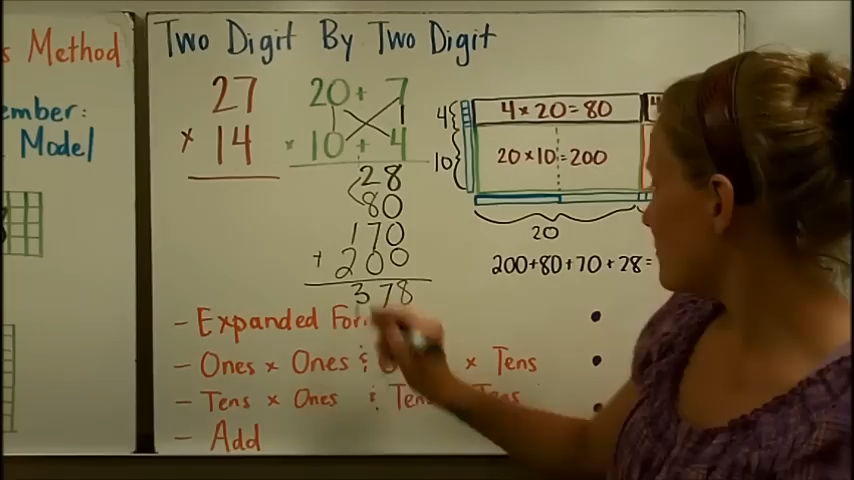 s Method
ember:
Model
Two Digit By Two Digit
27
× 14
20 + 7
× 10 + 4
28
80
170
+ 200
378
- Expanded For
- Ones × Ones & × Tens
- Tens × Ones & Tens Tens
- Add
4
4 × 20 = 80
4
10
20 × 10 = 200
20
200+80+70+28=